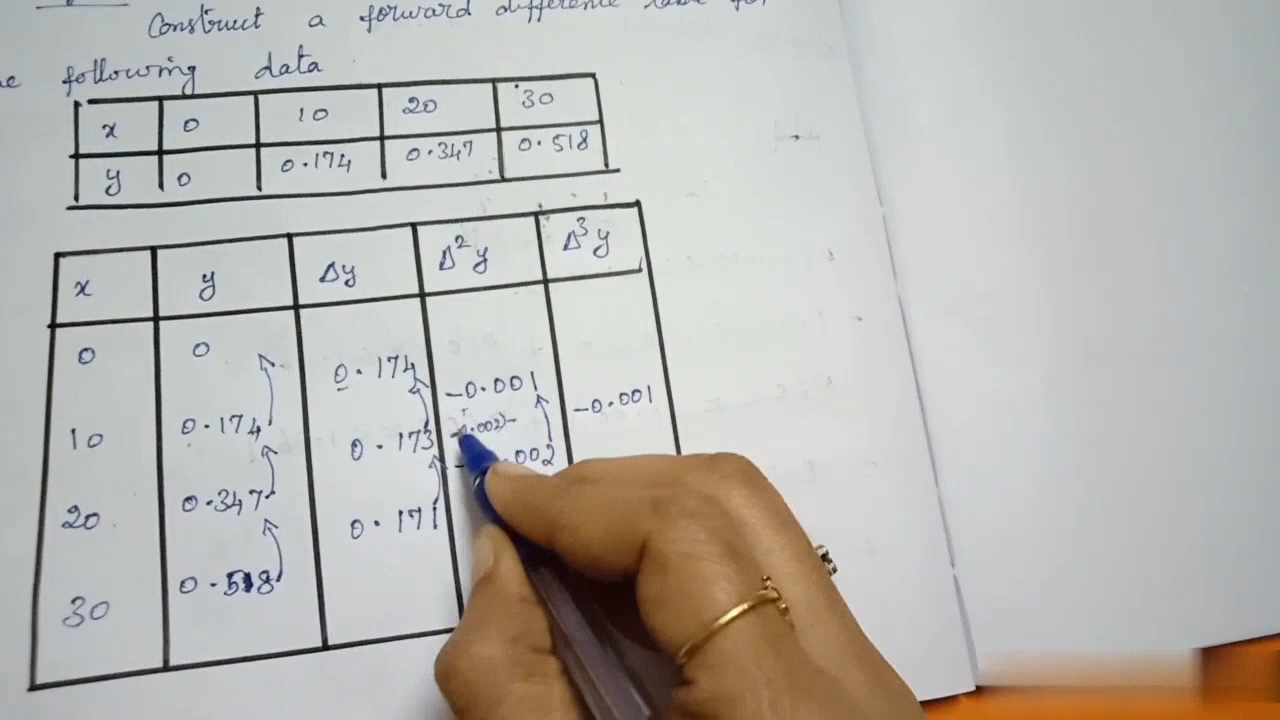 Construct a forward difference table for
following data
x 0 10 20 30
y 0 0.174 0.347 0.518
x y Δy Δ²y Δ³y
0 0
0.174
-0.001
10 0.174 -0.001
0.173
.002
20 0.347
0.171
30 0.518